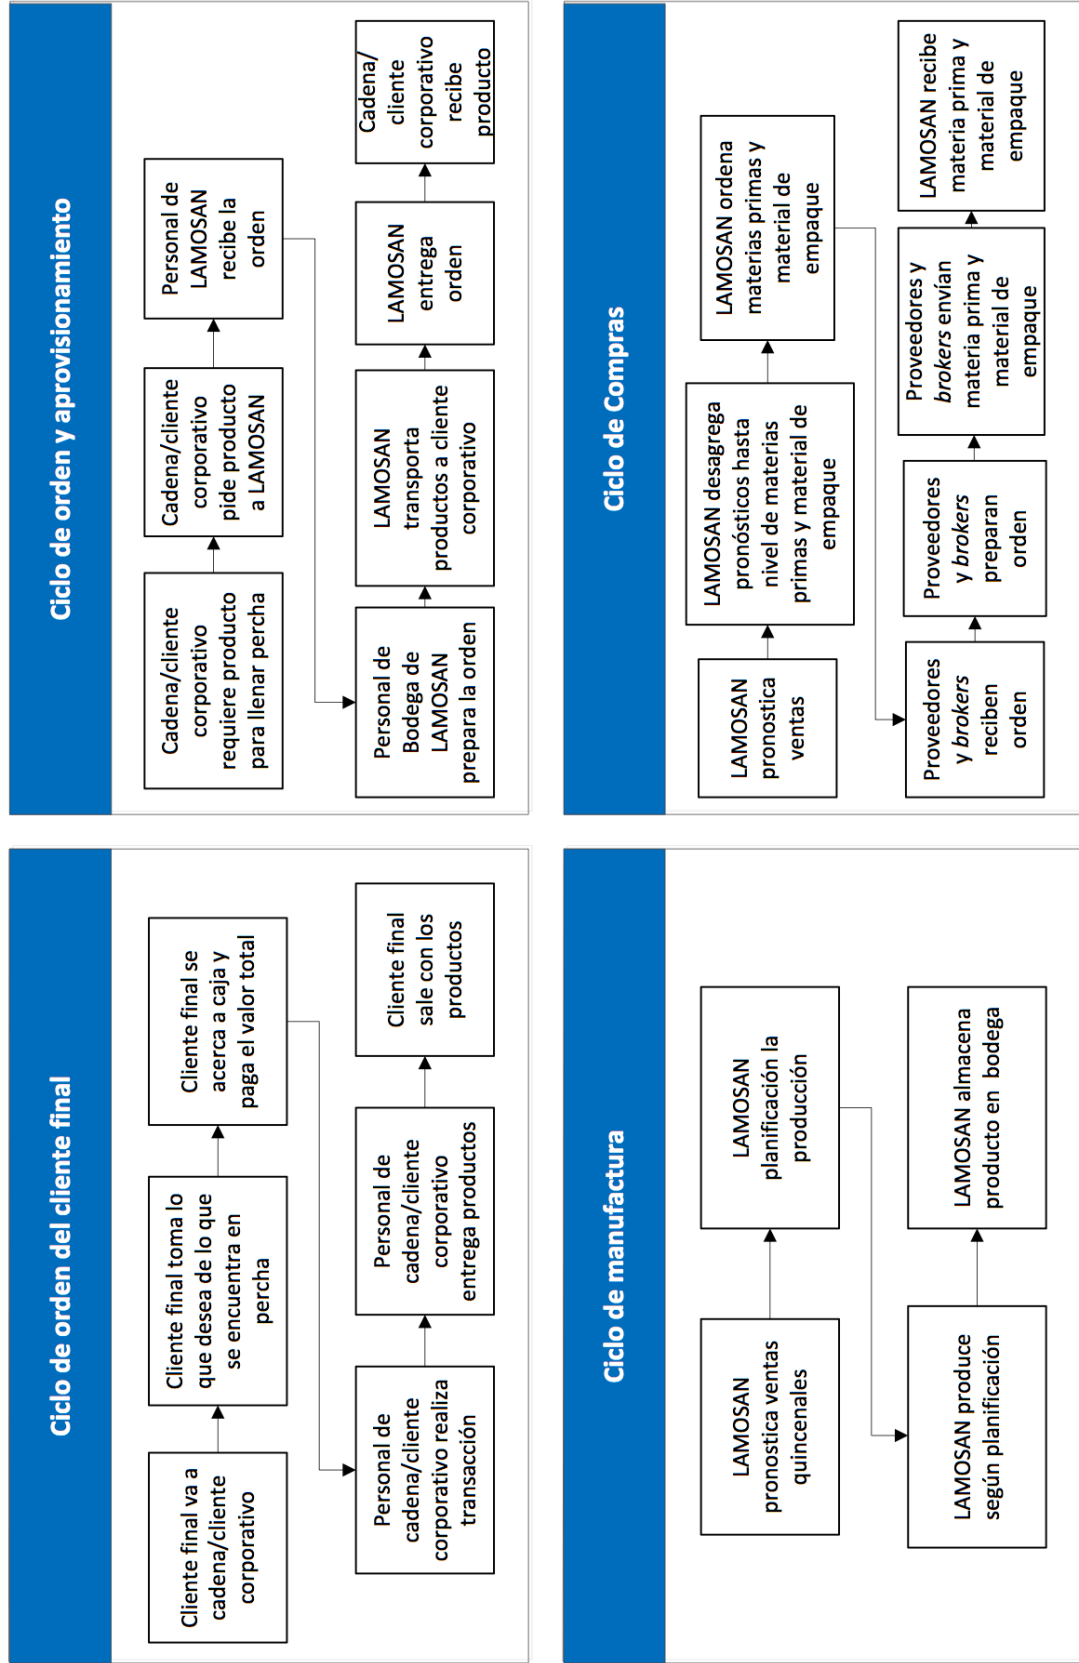 Ciclo de orden del cliente final
Cliente final va a
cadena/cliente
corporativo
Cliente final toma lo
que desea de lo que
se encuentra en
percha
Cliente final se
acerca a caja y
paga el valor total
Personal de
cadena/cliente
corporativo realiza
transacción
Personal de
cadena/cliente
corporativo
entrega productos
Cliente final
sale con los
productos
Ciclo de orden y aprovisionamiento
Cadena/cliente
corporativo
requiere producto
para llenar percha
Cadena/cliente
corporativo
pide producto
a LAMOSAN
Personal de
LAMOSAN
recibe la
orden
Personal de
Bodega de
LAMOSAN
prepara la orden
LAMOSAN
transporta
productos a cliente
corporativo
LAMOSAN
entrega
orden
Cadena/
cliente
corporativo
recibe
producto
Ciclo de manufactura
LAMOSAN
pronostica ventas
quincenales
LAMOSAN
planificación la
producción
LAMOSAN produce
según planificación
LAMOSAN almacena
producto en bodega
Ciclo de Compras
LAMOSAN
pronostica
ventas
LAMOSAN desagrega
pronósticos hasta
nivel de materias
primas y material de
empaque
LAMOSAN ordena
materias primas y
material de
empaque
Proveedores
y brokers
reciben
orden
Proveedores
y brokers
preparan
orden
Proveedores y
brokers envían
materia prima y
material de
empaque
LAMOSAN recibe
materia prima y
material de
empaque